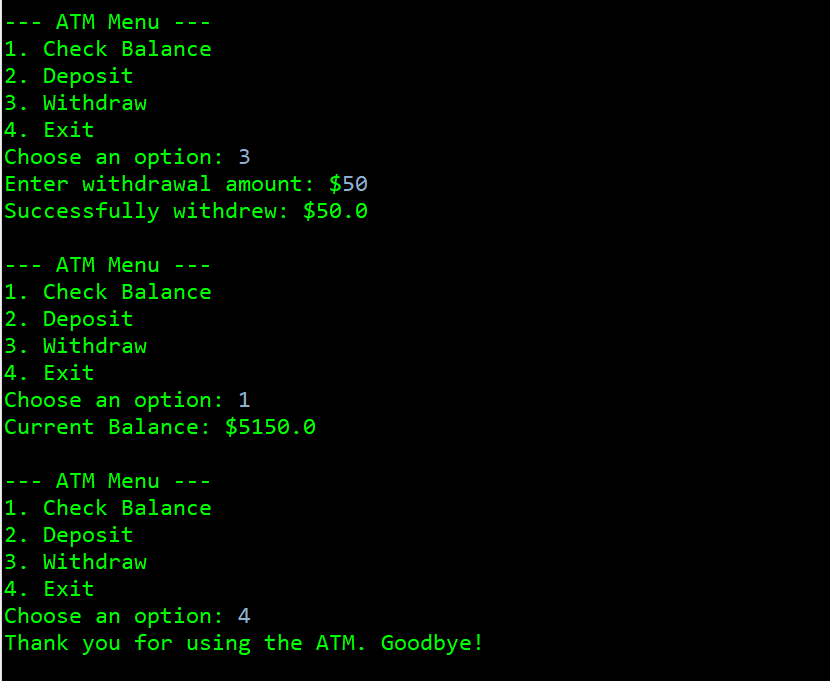 --- ATM Menu ---
1. Check Balance
2. Deposit
3. Withdraw
4. Exit
Choose an option: 3
Enter withdrawal amount: $50
Successfully withdrew: $50.0
--- ATM Menu ---
1. Check Balance
2. Deposit
3. Withdraw
4. Exit
Choose an option: 1
Current Balance: $5150.0
--- ATM Menu ---
1. Check Balance
2. Deposit
3. Withdraw
4. Exit
Choose an option: 4
Thank you for using the ATM. Goodbye!